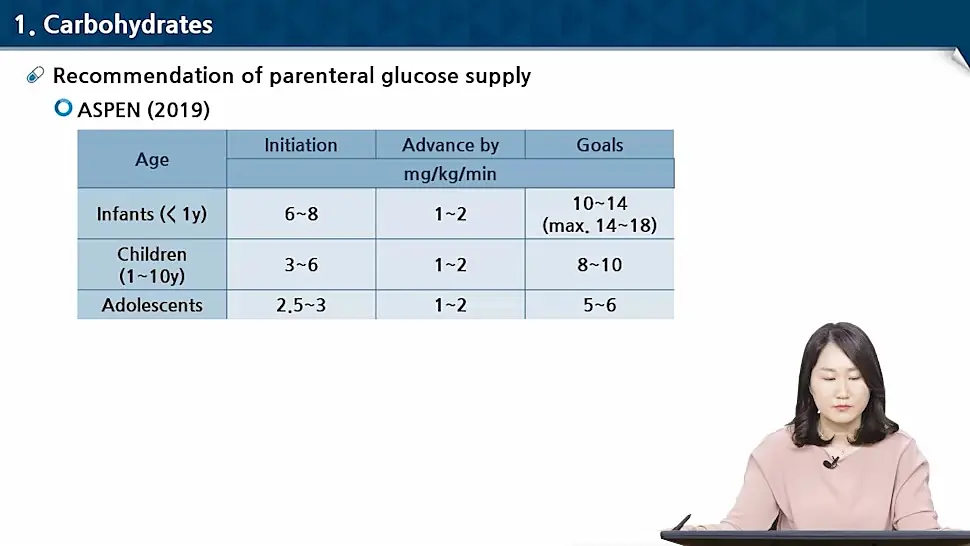 1. Carbohydrates
Recommendation of parenteral glucose supply
ASPEN (2019)
Age
Initiation
Advance by
Goals
mg/kg/min
Infants (< 1y)
6~8
1~2
10~14
(max. 14~18)
Children
(1~10y)
3~6
1~2
8~10
Adolescents
2.5~3
1~2
5~6